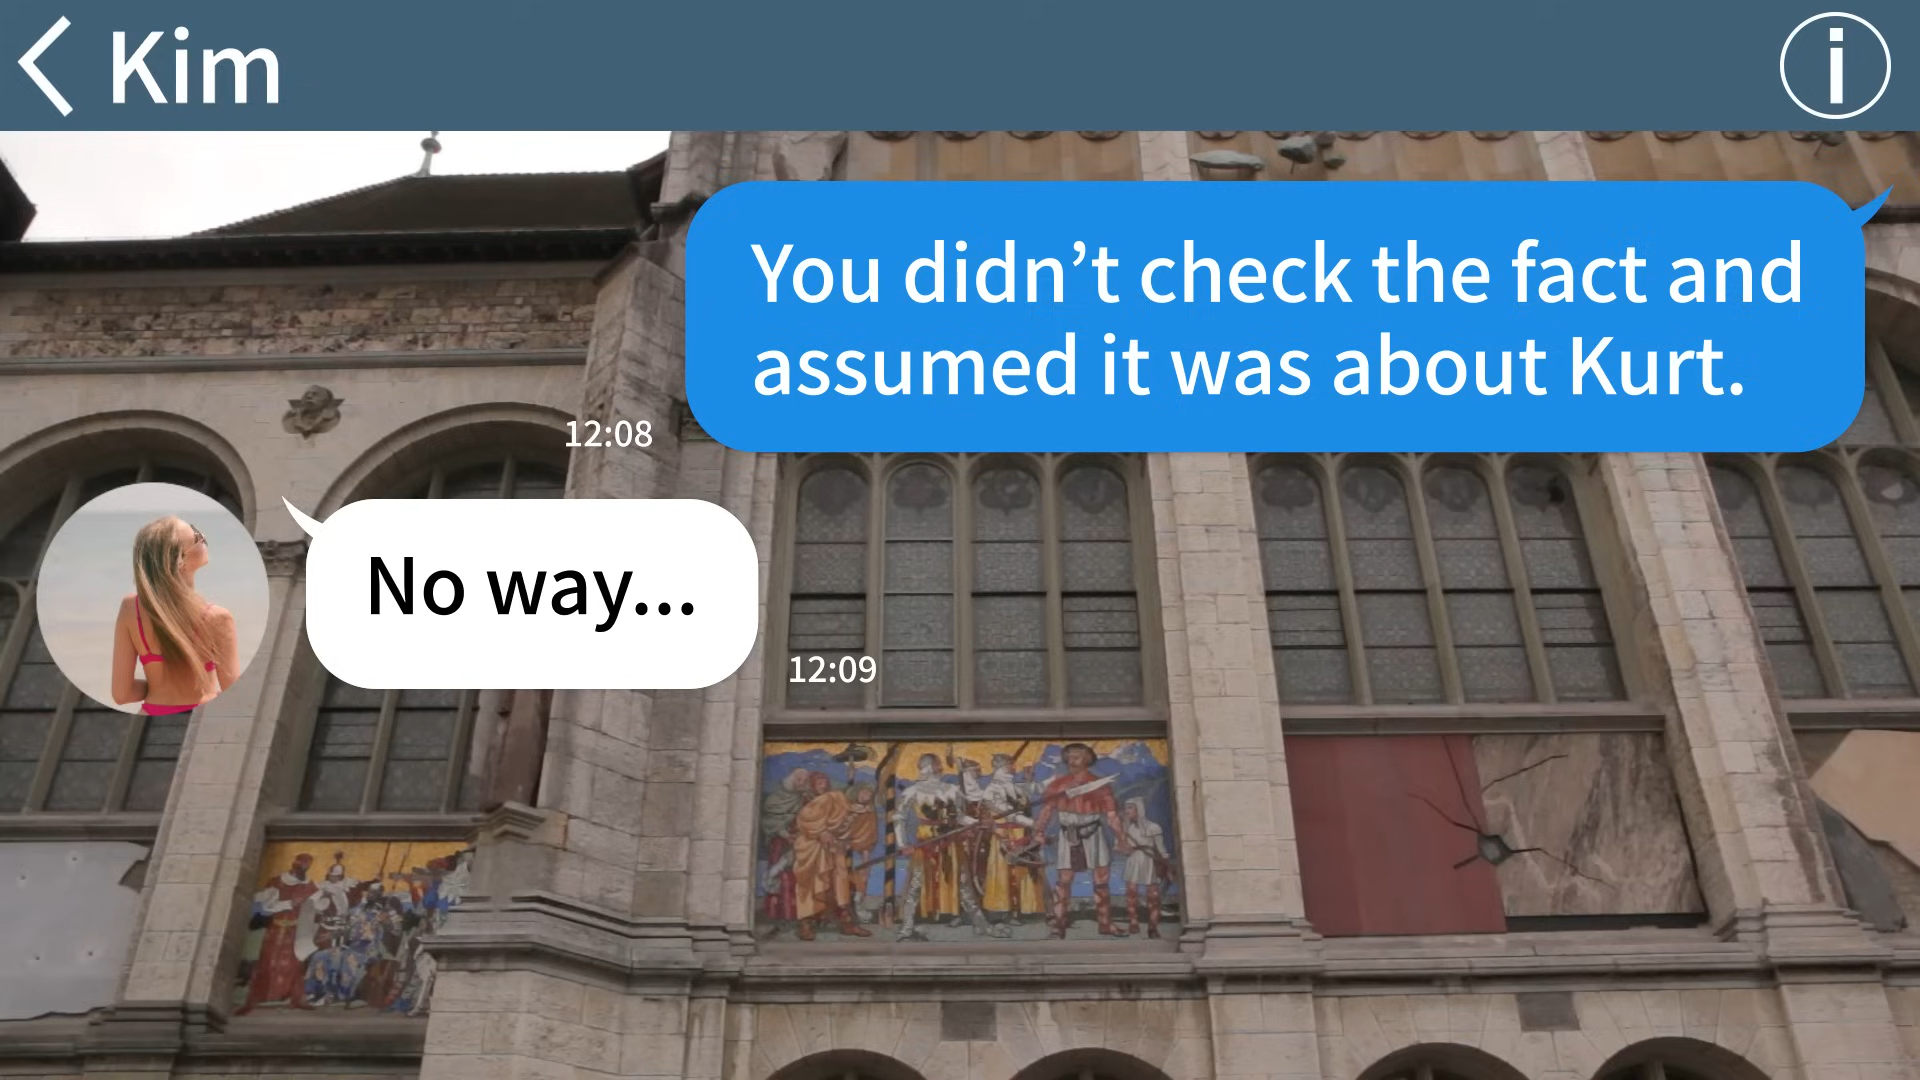 Kim
You didn’t check the fact and
assumed it was about Kurt.
12:08
No way...
12:09